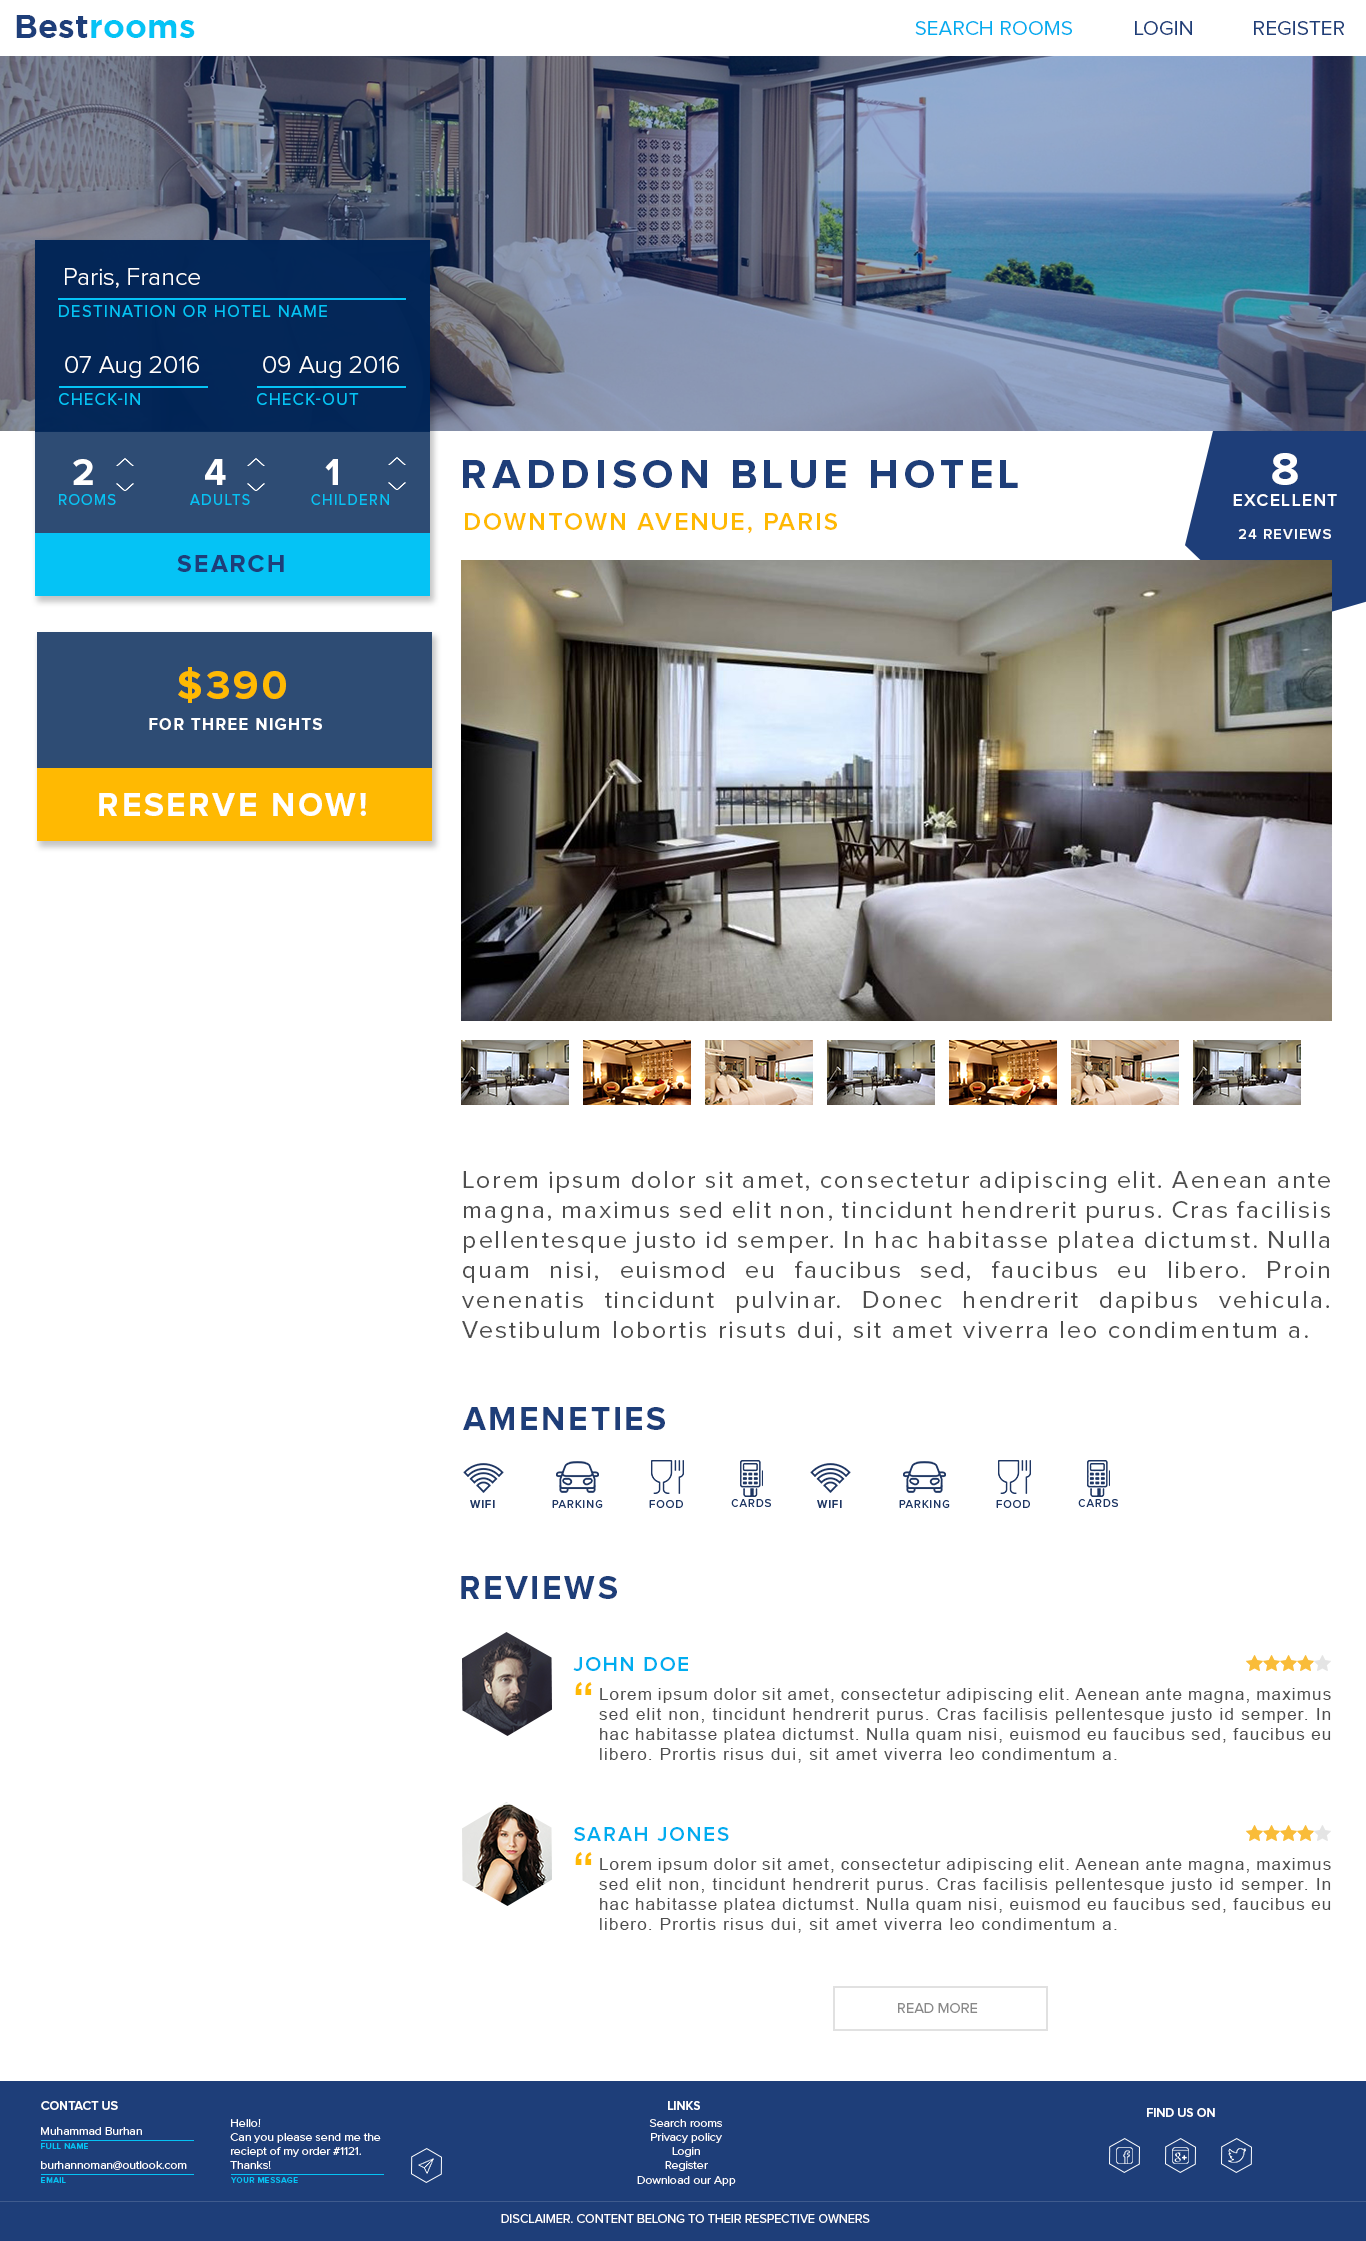 Bestrooms
SEARCH ROOMS LOGIN REGISTER
Paris, France
DESTINATION OR HOTEL NAME
07 Aug 2016 09 Aug 2016
CHECK-IN CHECK-OUT
2 4 1
ROOMS ADULTS CHILDERN
SEARCH
$390
FOR THREE NIGHTS
RESERVE NOW!
RADDISON BLUE HOTEL
DOWNTOWN AVENUE, PARIS
8
EXCELLENT
24 REVIEWS
Lorem ipsum dolor sit amet, consectetur adipiscing elit. Aenean ante
magna, maximus sed elit non, tincidunt hendrerit purus. Cras facilisis
pellentesque justo id semper. In hac habitasse platea dictumst. Nulla
quam nisi, euismod eu faucibus sed, faucibus eu libero. Proin
venenatis tincidunt pulvinar. Donec hendrerit dapibus vehicula.
Vestibulum lobortis risuts dui, sit amet viverra leo condimentum a.
AMENETIES
WIFI PARKING FOOD CARDS WIFI PARKING FOOD CARDS
REVIEWS
JOHN DOE
“ Lorem ipsum dolor sit amet, consectetur adipiscing elit. Aenean ante magna, maximus
sed elit non, tincidunt hendrerit purus. Cras facilisis pellentesque justo id semper. In
hac habitasse platea dictumst. Nulla quam nisi, euismod eu faucibus sed, faucibus eu
libero. Prortis risus dui, sit amet viverra leo condimentum a.
SARAH JONES
“ Lorem ipsum dolor sit amet, consectetur adipiscing elit. Aenean ante magna, maximus
sed elit non, tincidunt hendrerit purus. Cras facilisis pellentesque justo id semper. In
hac habitasse platea dictumst. Nulla quam nisi, euismod eu faucibus sed, faucibus eu
libero. Prortis risus dui, sit amet viverra leo condimentum a.
READ MORE
CONTACT US
Muhammad Burhan
FULL NAME
burhannoman@outlook.com
EMAIL
Hello!
Can you please send me the
reciept of my order #1121.
Thanks!
YOUR MESSAGE
LINKS
Search rooms
Privacy policy
Login
Register
Download our App
FIND US ON
DISCLAIMER. CONTENT BELONG TO THEIR RESPECTIVE OWNERS